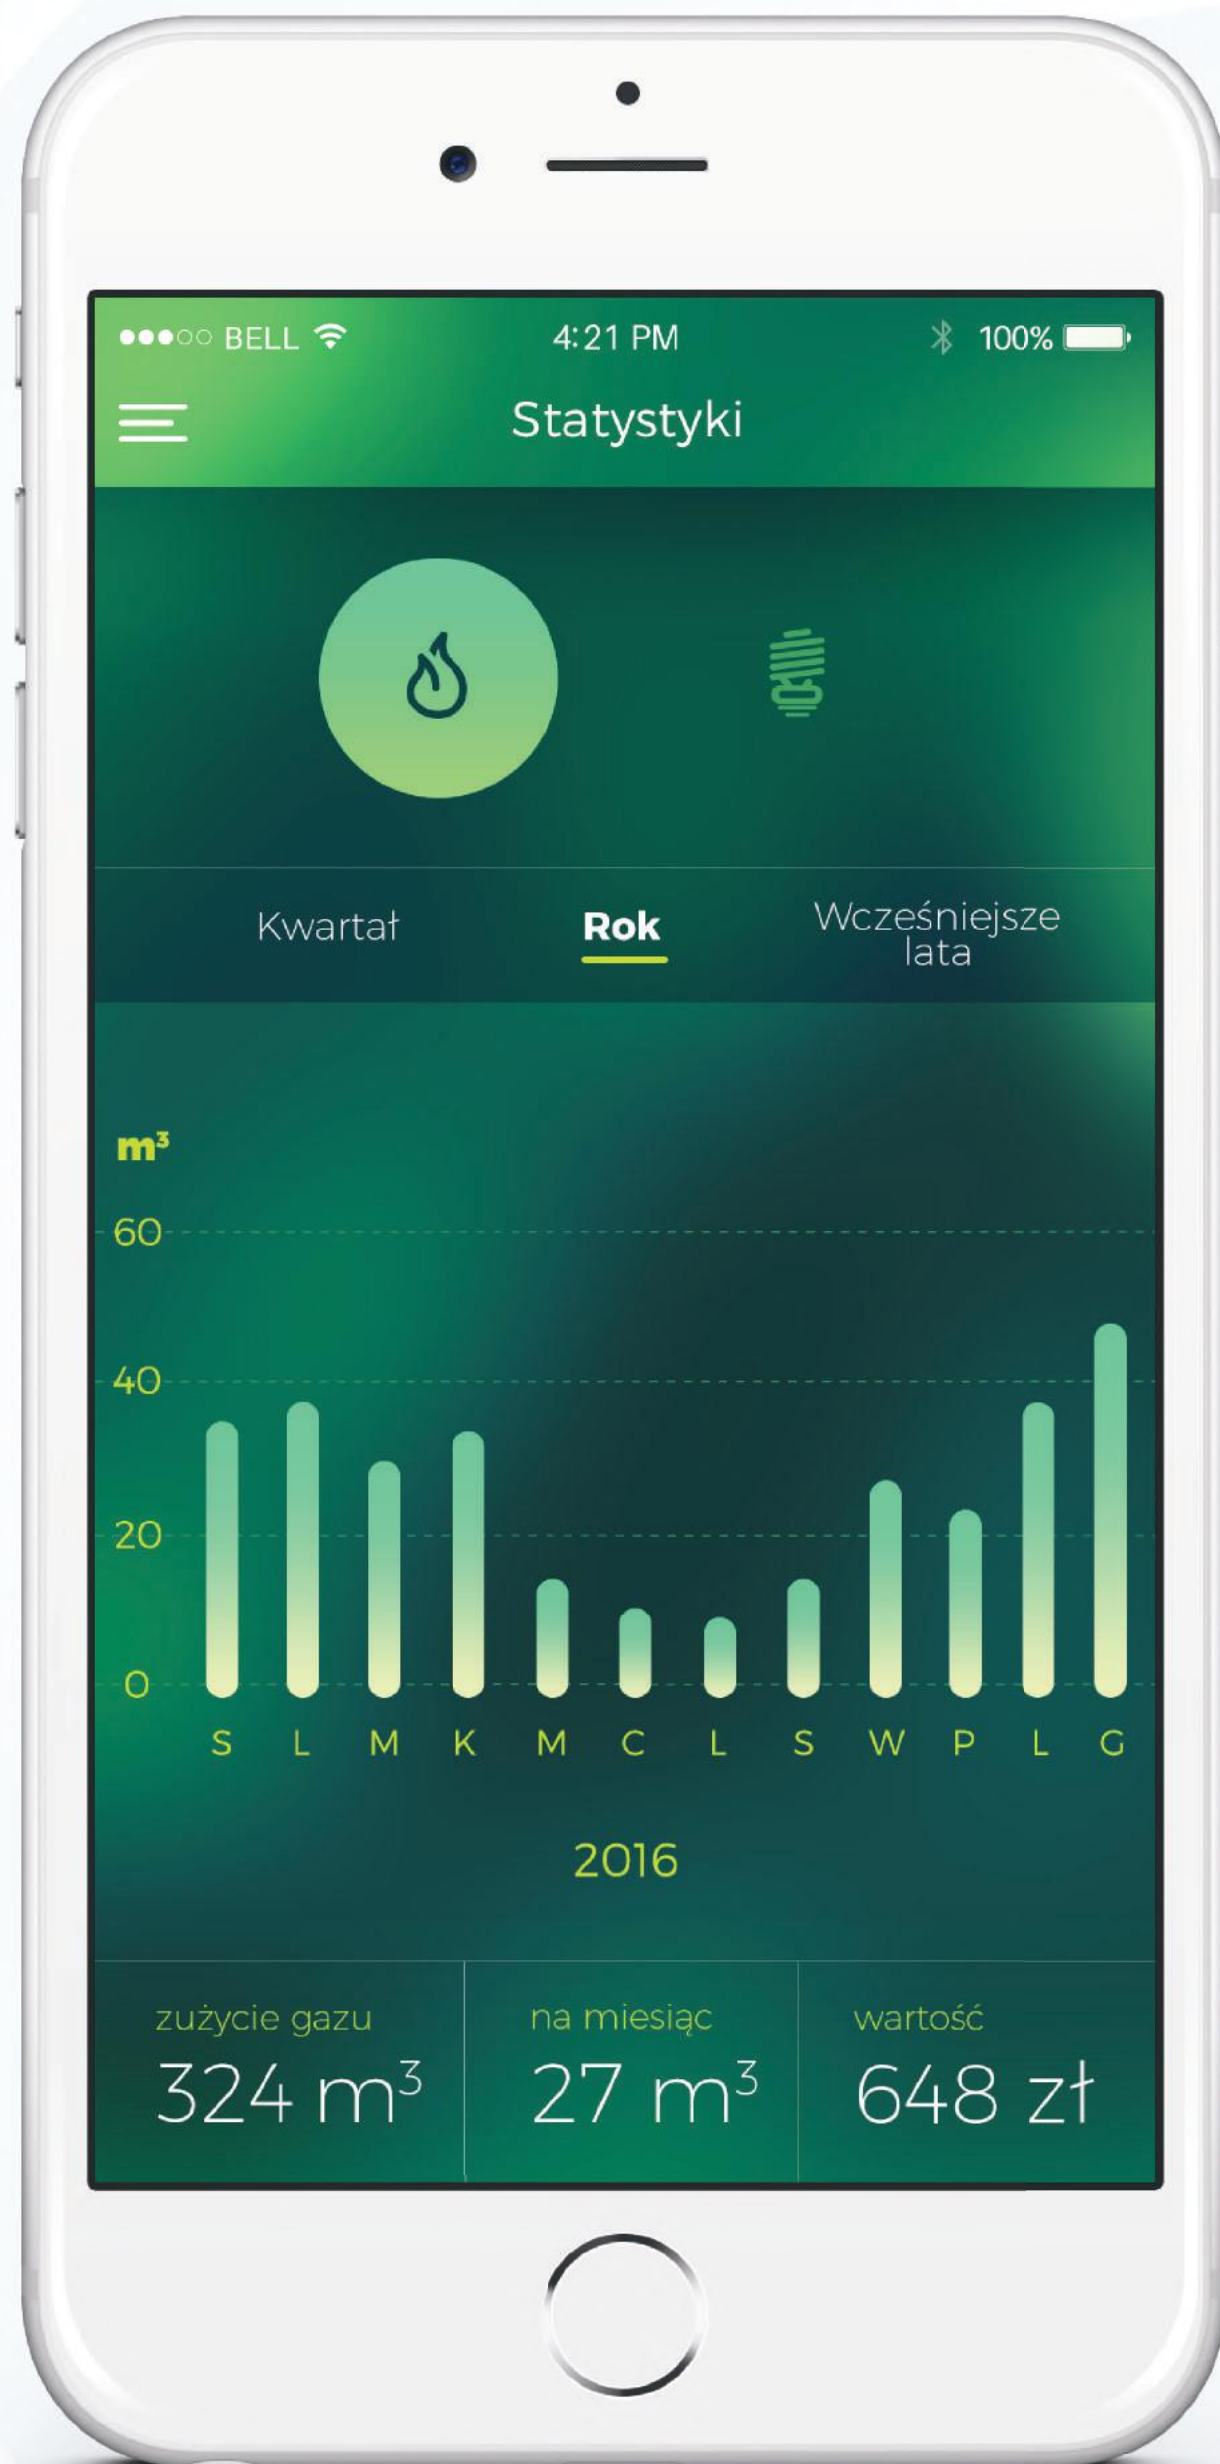 BELL 4:21 PM 100%
Statystyki
Kwartał Rok Wcześniejsze
lata
m³
60
40
20
0
S L M K M C L S W P L G
2016
zużycie gazu na miesiąc wartość
324 m³ 27 m³ 648 zł